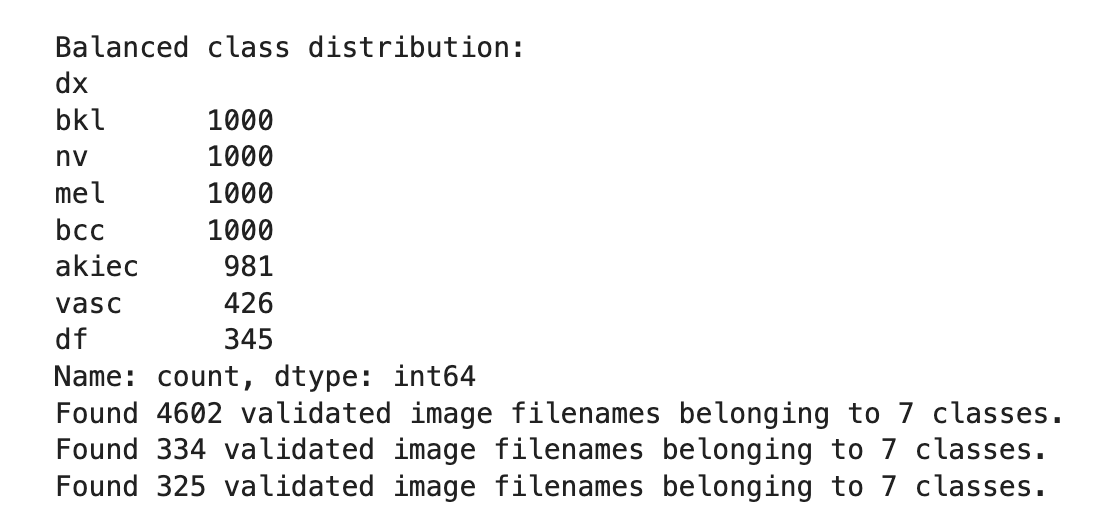 Balanced class distribution:
dx
bkl      1000
nv       1000
mel      1000
bcc      1000
akiec     981
vasc      426
df        345
Name: count, dtype: int64
Found 4602 validated image filenames belonging to 7 classes.
Found 334 validated image filenames belonging to 7 classes.
Found 325 validated image filenames belonging to 7 classes.